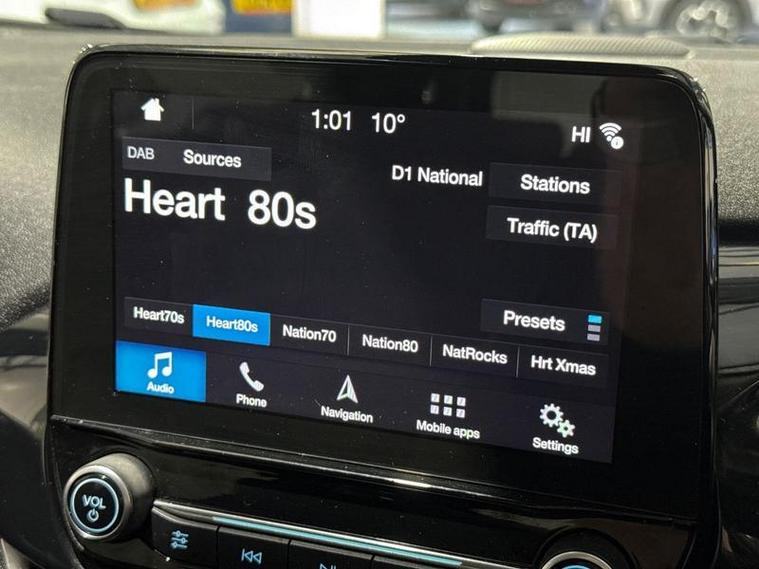 1:01 10°
HI
DAB Sources
D1 National
Stations
Heart 80s
Traffic (TA)
Presets
Heart70s Heart80s Nation70 Nation80 NatRocks Hrt Xmas
Audio Phone Navigation Mobile apps Settings
VOL